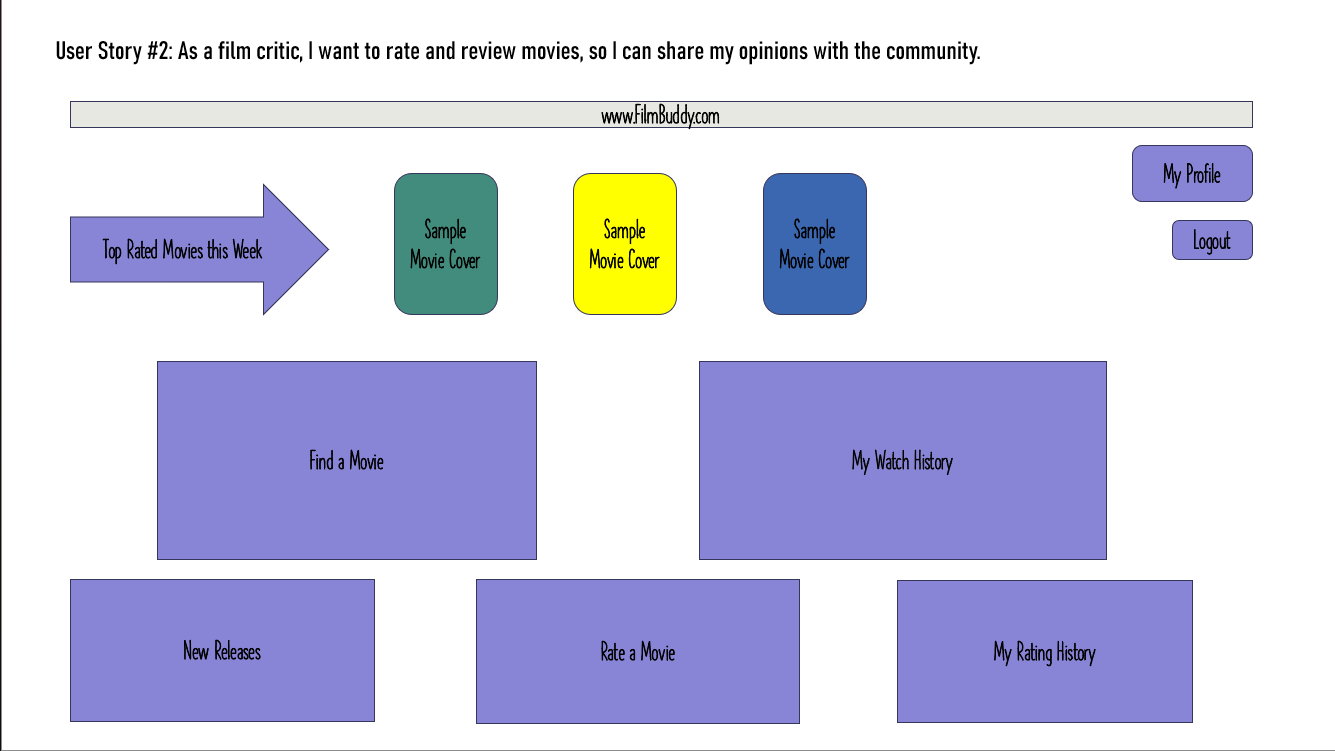 User Story #2: As a film critic, I want to rate and review movies, so I can share my opinions with the community.
www.FilmBuddy.com
My Profile
Top Rated Movies this Week
Sample
Movie Cover
Sample
Movie Cover
Sample
Movie Cover
Logout
Find a Movie
My Watch History
New Releases
Rate a Movie
My Rating History